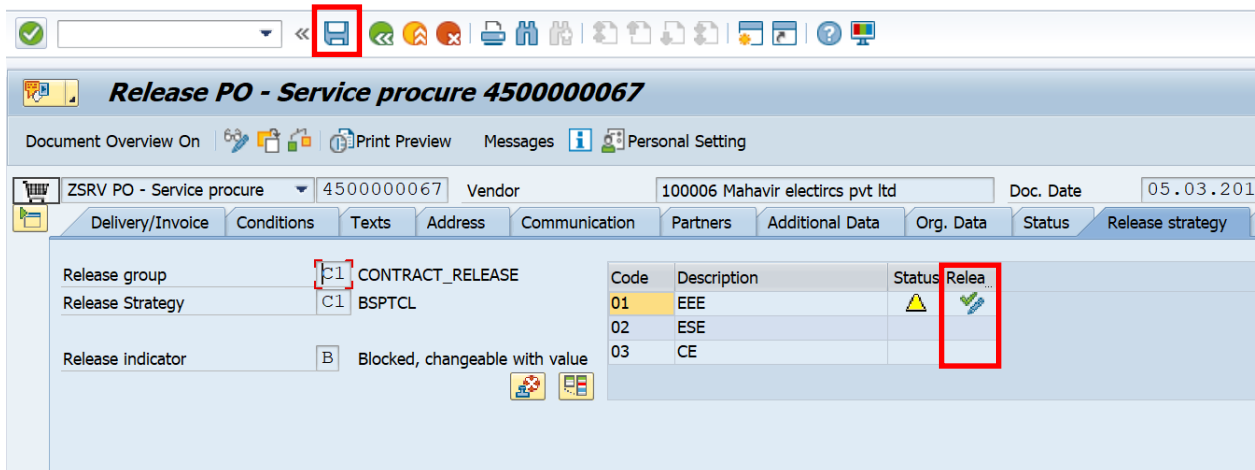 Release PO - Service procure 4500000067
Document Overview On Print Preview Messages Personal Setting
ZSRV PO - Service procure 4500000067 Vendor 100006 Mahavir electircs pvt ltd Doc. Date 05.03.201
Delivery/Invoice Conditions Texts Address Communication Partners Additional Data Org. Data Status Release strategy
Release group C1 CONTRACT_RELEASE Code Description Status Relea...
Release Strategy C1 BSPTCL 01 EEE
02 ESE
Release indicator B Blocked, changeable with value 03 CE